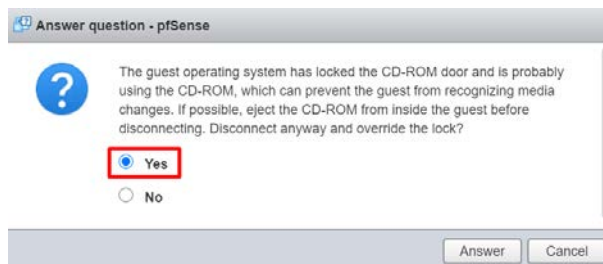 Answer question - pfSense
The guest operating system has locked the CD-ROM door and is probably
using the CD-ROM, which can prevent the guest from recognizing media
changes. If possible, eject the CD-ROM from inside the guest before
disconnecting. Disconnect anyway and override the lock?
Yes
No
Answer Cancel